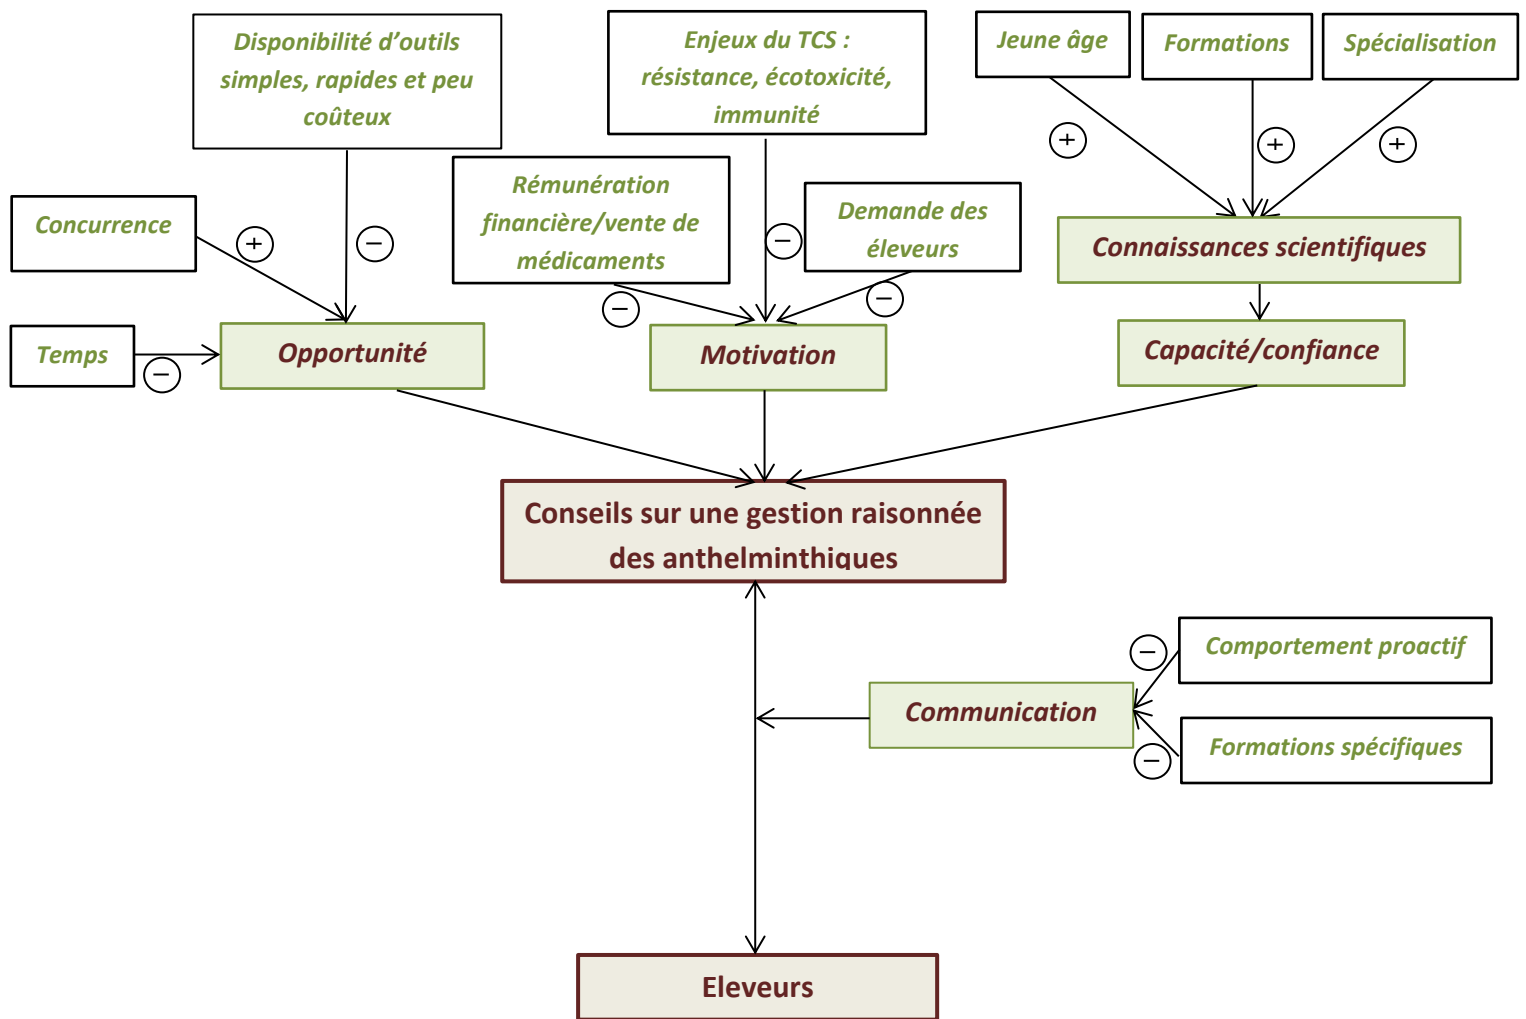 Disponibilité d’outils
simples, rapides et peu
coûteux
Enjeux du TCS :
résistance, écotoxicité,
immunité
Jeune âge
Formations
Spécialisation
+
+
+
Rémunération
financière/vente de
médicaments
Demande des
éleveurs
Concurrence
+
−
−
Connaissances scientifiques
−
−
Temps
−
Opportunité
Motivation
Capacité/confiance
Conseils sur une gestion raisonnée
des anthelminthiques
−
Comportement proactif
Communication
−
Formations spécifiques
Eleveurs